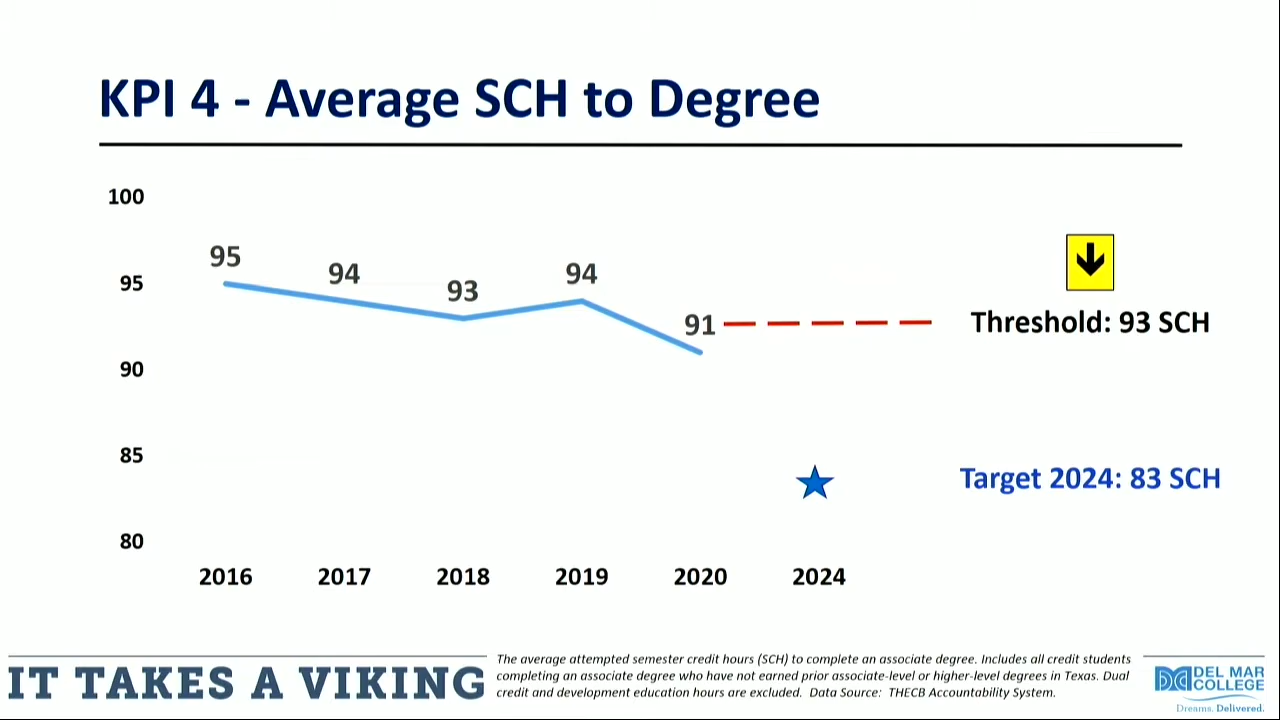 KPI 4 - Average SCH to Degree
100
95
90
85
80
95
94
93
94
91
Threshold: 93 SCH
Target 2024: 83 SCH
2016 2017 2018 2019 2020 2024
IT TAKES A VIKING
The average attempted semester credit hours (SCH) to complete an associate degree. Includes all credit students
completing an associate degree who have not earned prior associate-level or higher-level degrees in Texas. Dual
credit and development education hours are excluded. Data Source: THECB Accountability System.
DEL MAR
COLLEGE
Dreams. Delivered.